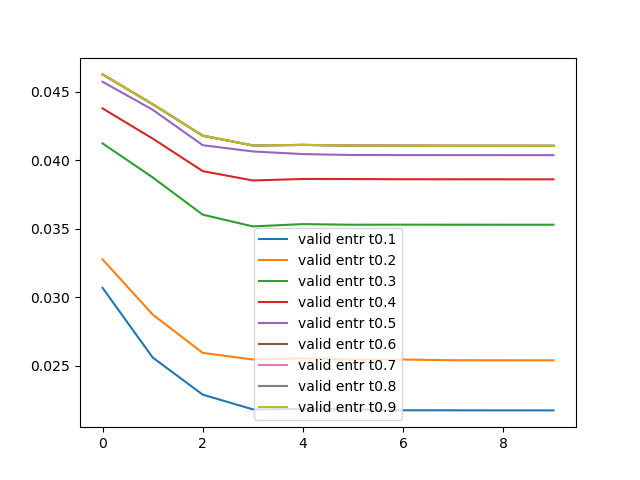 0.045
0.040
0.035
0.030
0.025
valid entr t0.1
valid entr t0.2
valid entr t0.3
valid entr t0.4
valid entr t0.5
valid entr t0.6
valid entr t0.7
valid entr t0.8
valid entr t0.9
0 2 4 6 8